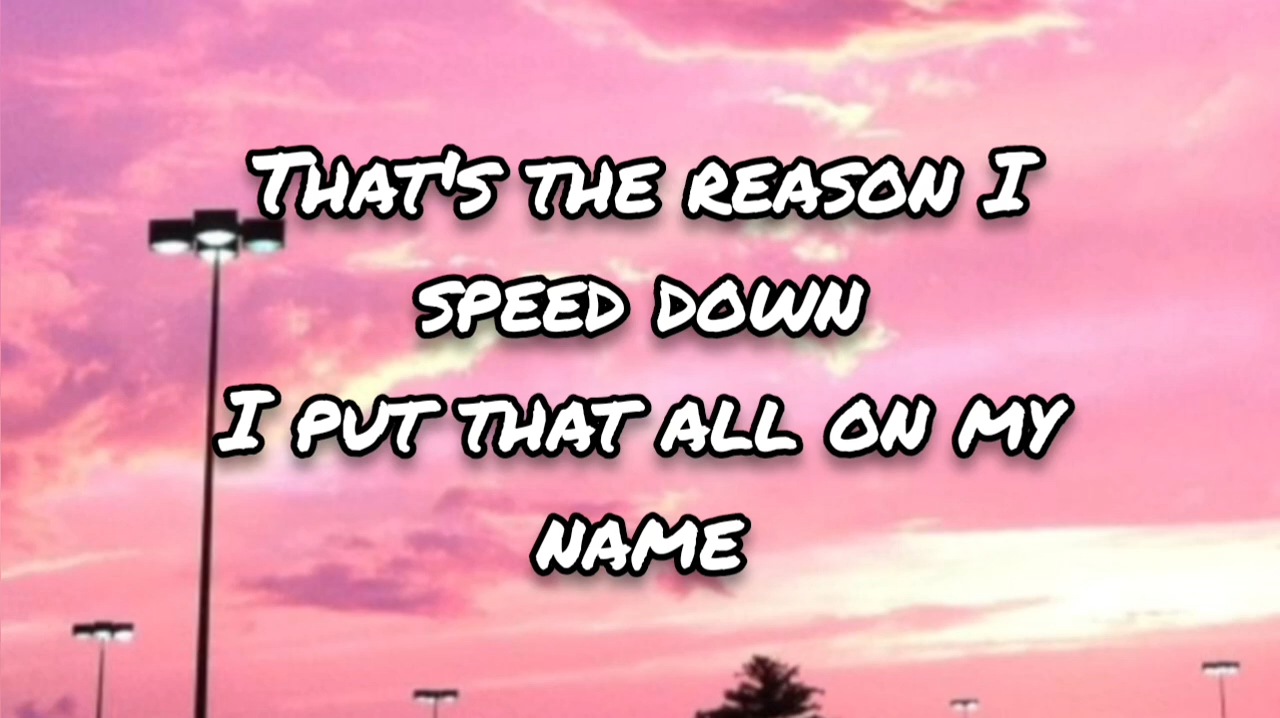 That's the reason I
speed down
I put that all on my
name